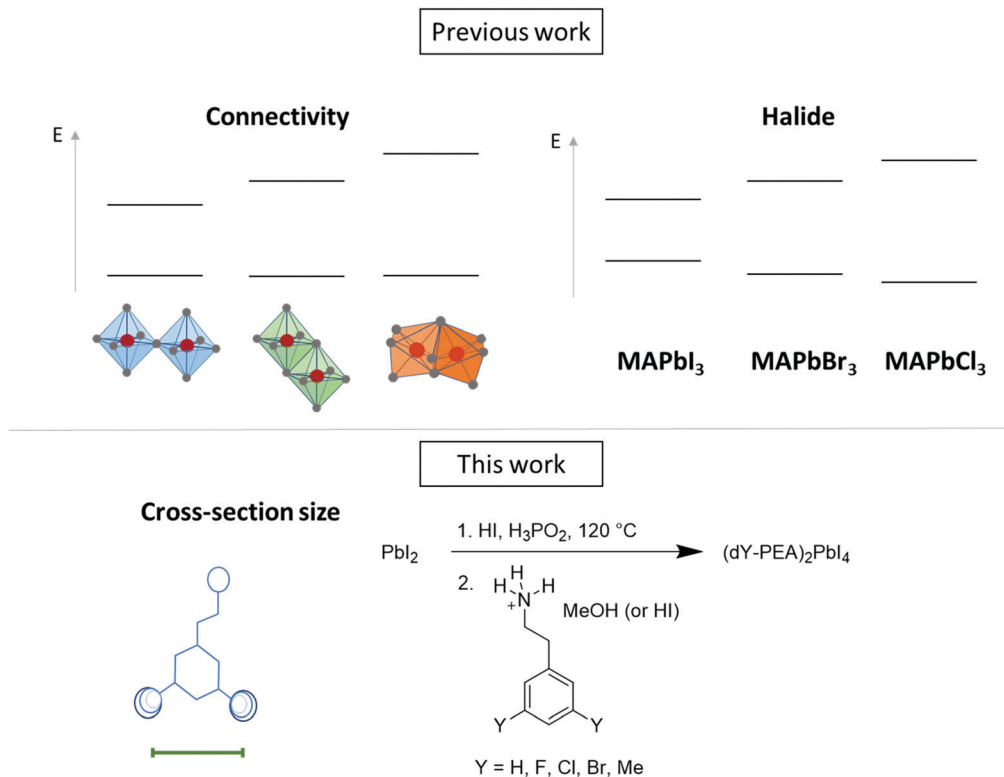 Previous work
Connectivity
Halide
E
E
MAPbI₃
MAPbBr₃
MAPbCl₃
This work
Cross-section size
PbI₂
1. HI, H₃PO₂, 120 °C
(dY-PEA)₂PbI₄
2.
H
H
N
H
+
MeOH (or HI)
Y
Y
Y = H, F, Cl, Br, Me